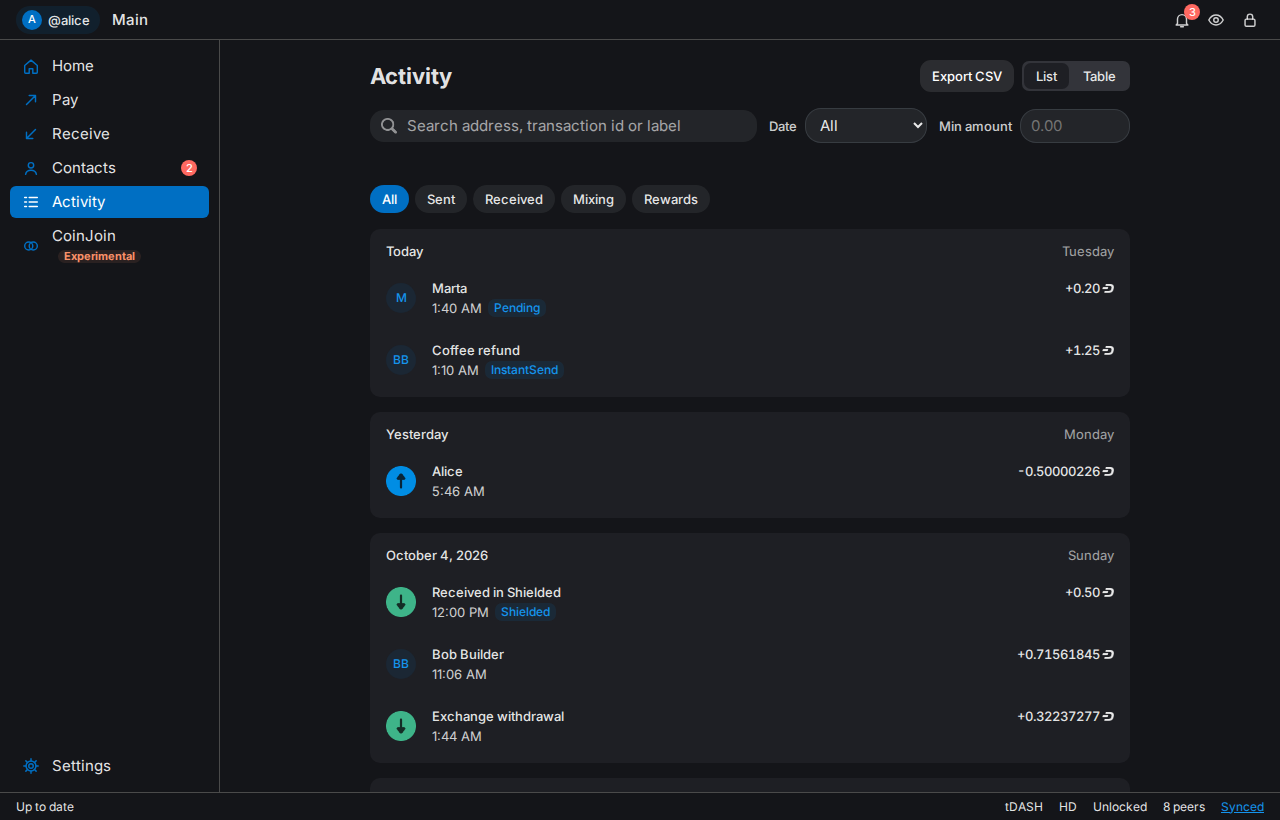 A @alice Main 3
Home
Pay
Receive
Contacts 2
Activity
CoinJoin
Experimental
Settings
Activity Export CSV List Table
Search address, transaction id or label Date All Min amount 0.00
All Sent Received Mixing Rewards
Today Tuesday
M Marta +0.20
1:40 AM Pending
BB Coffee refund +1.25
1:10 AM InstantSend
Yesterday Monday
Alice -0.50000226
5:46 AM
October 4, 2026 Sunday
Received in Shielded +0.50
12:00 PM Shielded
BB Bob Builder +0.71561845
11:06 AM
Exchange withdrawal +0.32237277
1:44 AM
Up to date tDASH HD Unlocked 8 peers Synced